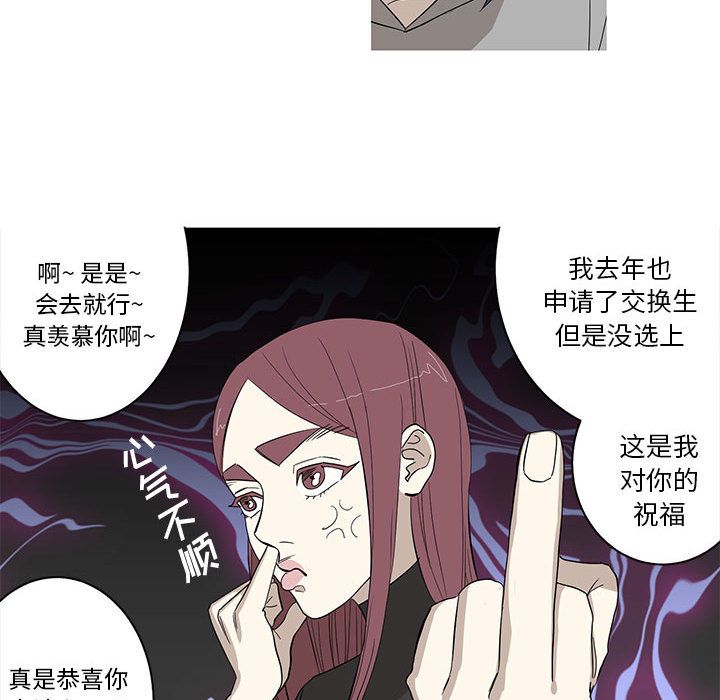 啊~ 是是~
会去就行~
真羡慕你啊~
我去年也
申请了交换生
但是没选上
这是我
对你的
祝福
心气不顺
真是恭喜你